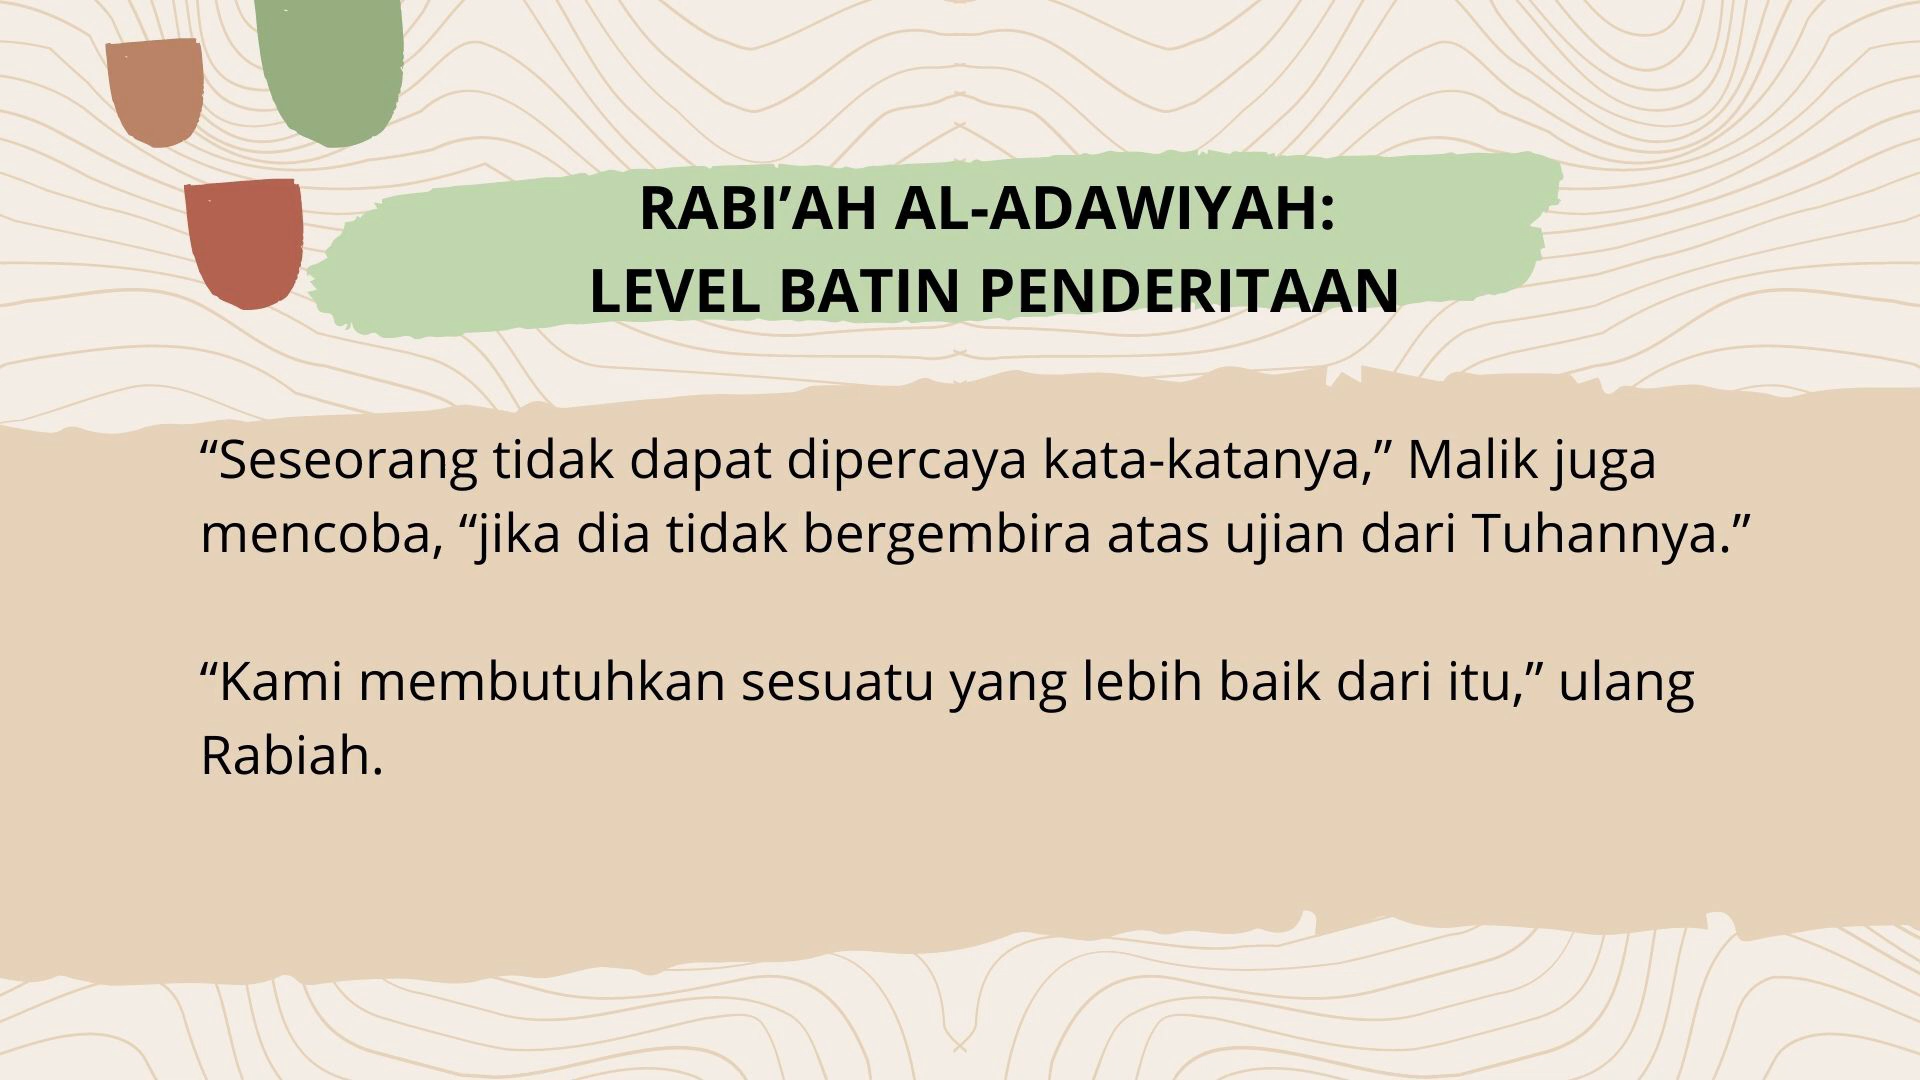 RABI’AH AL-ADAWIYAH:
LEVEL BATIN PENDERITAAN
“Seseorang tidak dapat dipercaya kata-katanya,” Malik juga
mencoba, “jika dia tidak bergembira atas ujian dari Tuhannya.”
“Kami membutuhkan sesuatu yang lebih baik dari itu,” ulang
Rabiah.